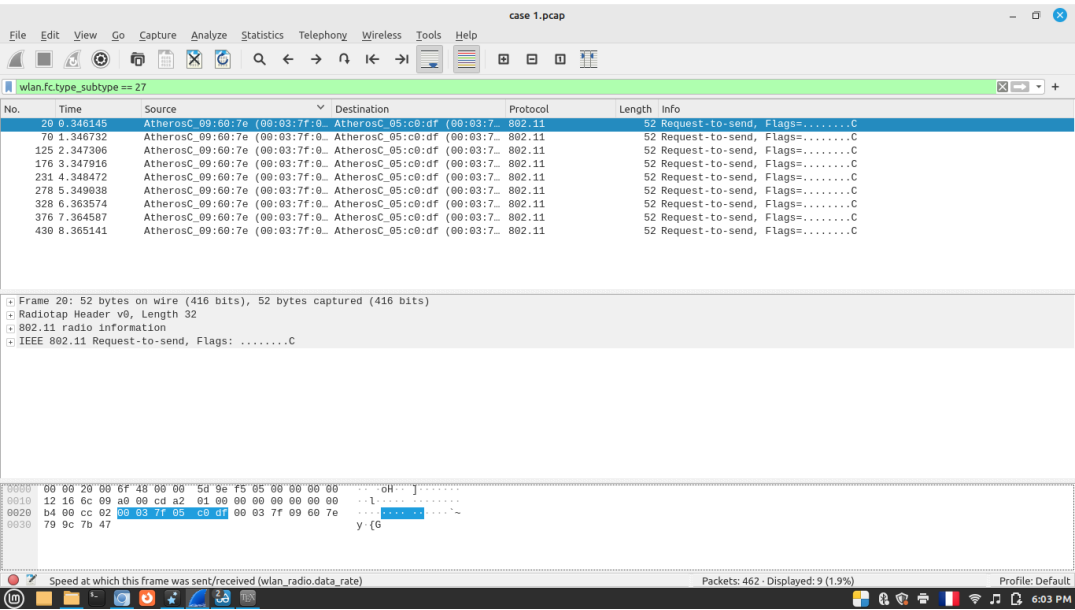 case 1.pcap
File Edit View Go Capture Analyze Statistics Telephony Wireless Tools Help
wlan.fc.type_subtype == 27
No. Time Source Destination Protocol Length Info
20 0.346145 AtherosC_09:60:7e (00:03:7f:0… AtherosC_05:c0:df (00:03:7… 802.11 52 Request-to-send, Flags=........C
70 1.346732 AtherosC_09:60:7e (00:03:7f:0… AtherosC_05:c0:df (00:03:7… 802.11 52 Request-to-send, Flags=........C
125 2.347306 AtherosC_09:60:7e (00:03:7f:0… AtherosC_05:c0:df (00:03:7… 802.11 52 Request-to-send, Flags=........C
176 3.347916 AtherosC_09:60:7e (00:03:7f:0… AtherosC_05:c0:df (00:03:7… 802.11 52 Request-to-send, Flags=........C
231 4.348472 AtherosC_09:60:7e (00:03:7f:0… AtherosC_05:c0:df (00:03:7… 802.11 52 Request-to-send, Flags=........C
278 5.349038 AtherosC_09:60:7e (00:03:7f:0… AtherosC_05:c0:df (00:03:7… 802.11 52 Request-to-send, Flags=........C
328 6.363574 AtherosC_09:60:7e (00:03:7f:0… AtherosC_05:c0:df (00:03:7… 802.11 52 Request-to-send, Flags=........C
376 7.364587 AtherosC_09:60:7e (00:03:7f:0… AtherosC_05:c0:df (00:03:7… 802.11 52 Request-to-send, Flags=........C
430 8.365141 AtherosC_09:60:7e (00:03:7f:0… AtherosC_05:c0:df (00:03:7… 802.11 52 Request-to-send, Flags=........C
Frame 20: 52 bytes on wire (416 bits), 52 bytes captured (416 bits)
Radiotap Header v0, Length 32
802.11 radio information
IEEE 802.11 Request-to-send, Flags: ........C
0000 00 00 20 00 6f 48 00 00 5d 9e f5 05 00 00 00 00 ·· ·oH·· ]·······
0010 12 16 6c 09 a0 00 cd a2 01 00 00 00 00 00 00 00 ··l····· ········
0020 b4 00 cc 02 00 03 7f 05 c0 df 00 03 7f 09 60 7e ········ ······`~
0030 79 9c 7b 47 y·{G
Speed at which this frame was sent/received (wlan_radio.data_rate) Packets: 462 · Displayed: 9 (1.9%) Profile: Default
6:03 PM